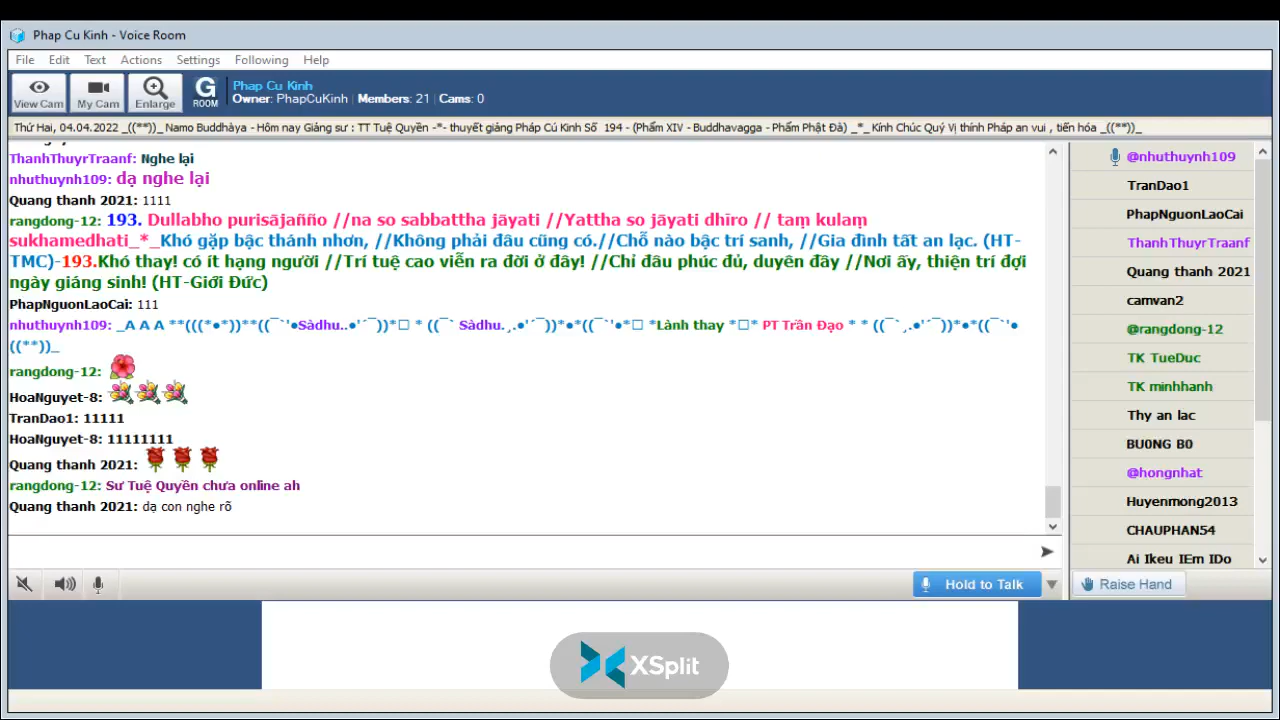 Phap Cu Kinh - Voice Room
File Edit Text Actions Settings Following Help
View Cam My Cam Enlarge G ROOM
Phap Cu Kinh
Owner: PhapCuKinh Members: 21 Cams: 0
Thứ Hai, 04.04.2022 _((**))_ Namo Buddhàya - Hôm nay Giảng sư : TT Tuệ Quyền -*- thuyết giảng Pháp Cú Kinh Số 194 - (Phẩm XIV - Buddhavagga - Phẩm Phật Đà) _*_ Kính Chúc Quý Vị thính Pháp an vui , tiến hóa _((**))_
ThanhThuyrTraanf: Nghe lại
nhuthuynh109: dạ nghe lại
Quang thanh 2021: 1111
rangdong-12: 193. Dullabho purisājañño //na so sabbattha jāyati //Yattha so jāyati dhīro // taṃ kulaṃ
sukhamedhati_*_Khó gặp bậc thánh nhơn, //Không phải đâu cũng có.//Chỗ nào bậc trí sanh, //Gia đình tất an lạc. (HT-
TMC)-193.Khó thay! có ít hạng người //Trí tuệ cao viễn ra đời ở đây! //Chỉ đâu phúc đủ, duyên đầy //Nơi ấy, thiện trí đợi
ngày giáng sinh! (HT-Giới Đức)
PhapNguonLaoCai: 111
nhuthuynh109: _A A A **(((*●*))**((¯`'●Sàdhu..●'´¯))*□ * ((¯` Sàdhu.¸.●'´¯))*●*((¯`'●*□ *Lành thay *□* PT Trần Đạo * * ((¯`¸.●'´¯))*●*((¯`'●
((**))_
rangdong-12:
HoaNguyet-8:
TranDao1: 11111
HoaNguyet-8: 11111111
Quang thanh 2021:
rangdong-12: Sư Tuệ Quyền chưa online ah
Quang thanh 2021: dạ con nghe rõ
@nhuthuynh109
TranDao1
PhapNguonLaoCai
ThanhThuyrTraanf
Quang thanh 2021
camvan2
@rangdong-12
TK TueDuc
TK minhhanh
Thy an lac
BU0NG B0
@hongnhat
Huyenmong2013
CHAUPHAN54
Ai Ikeu IEm IDo
Hold to Talk
Raise Hand
XSplit